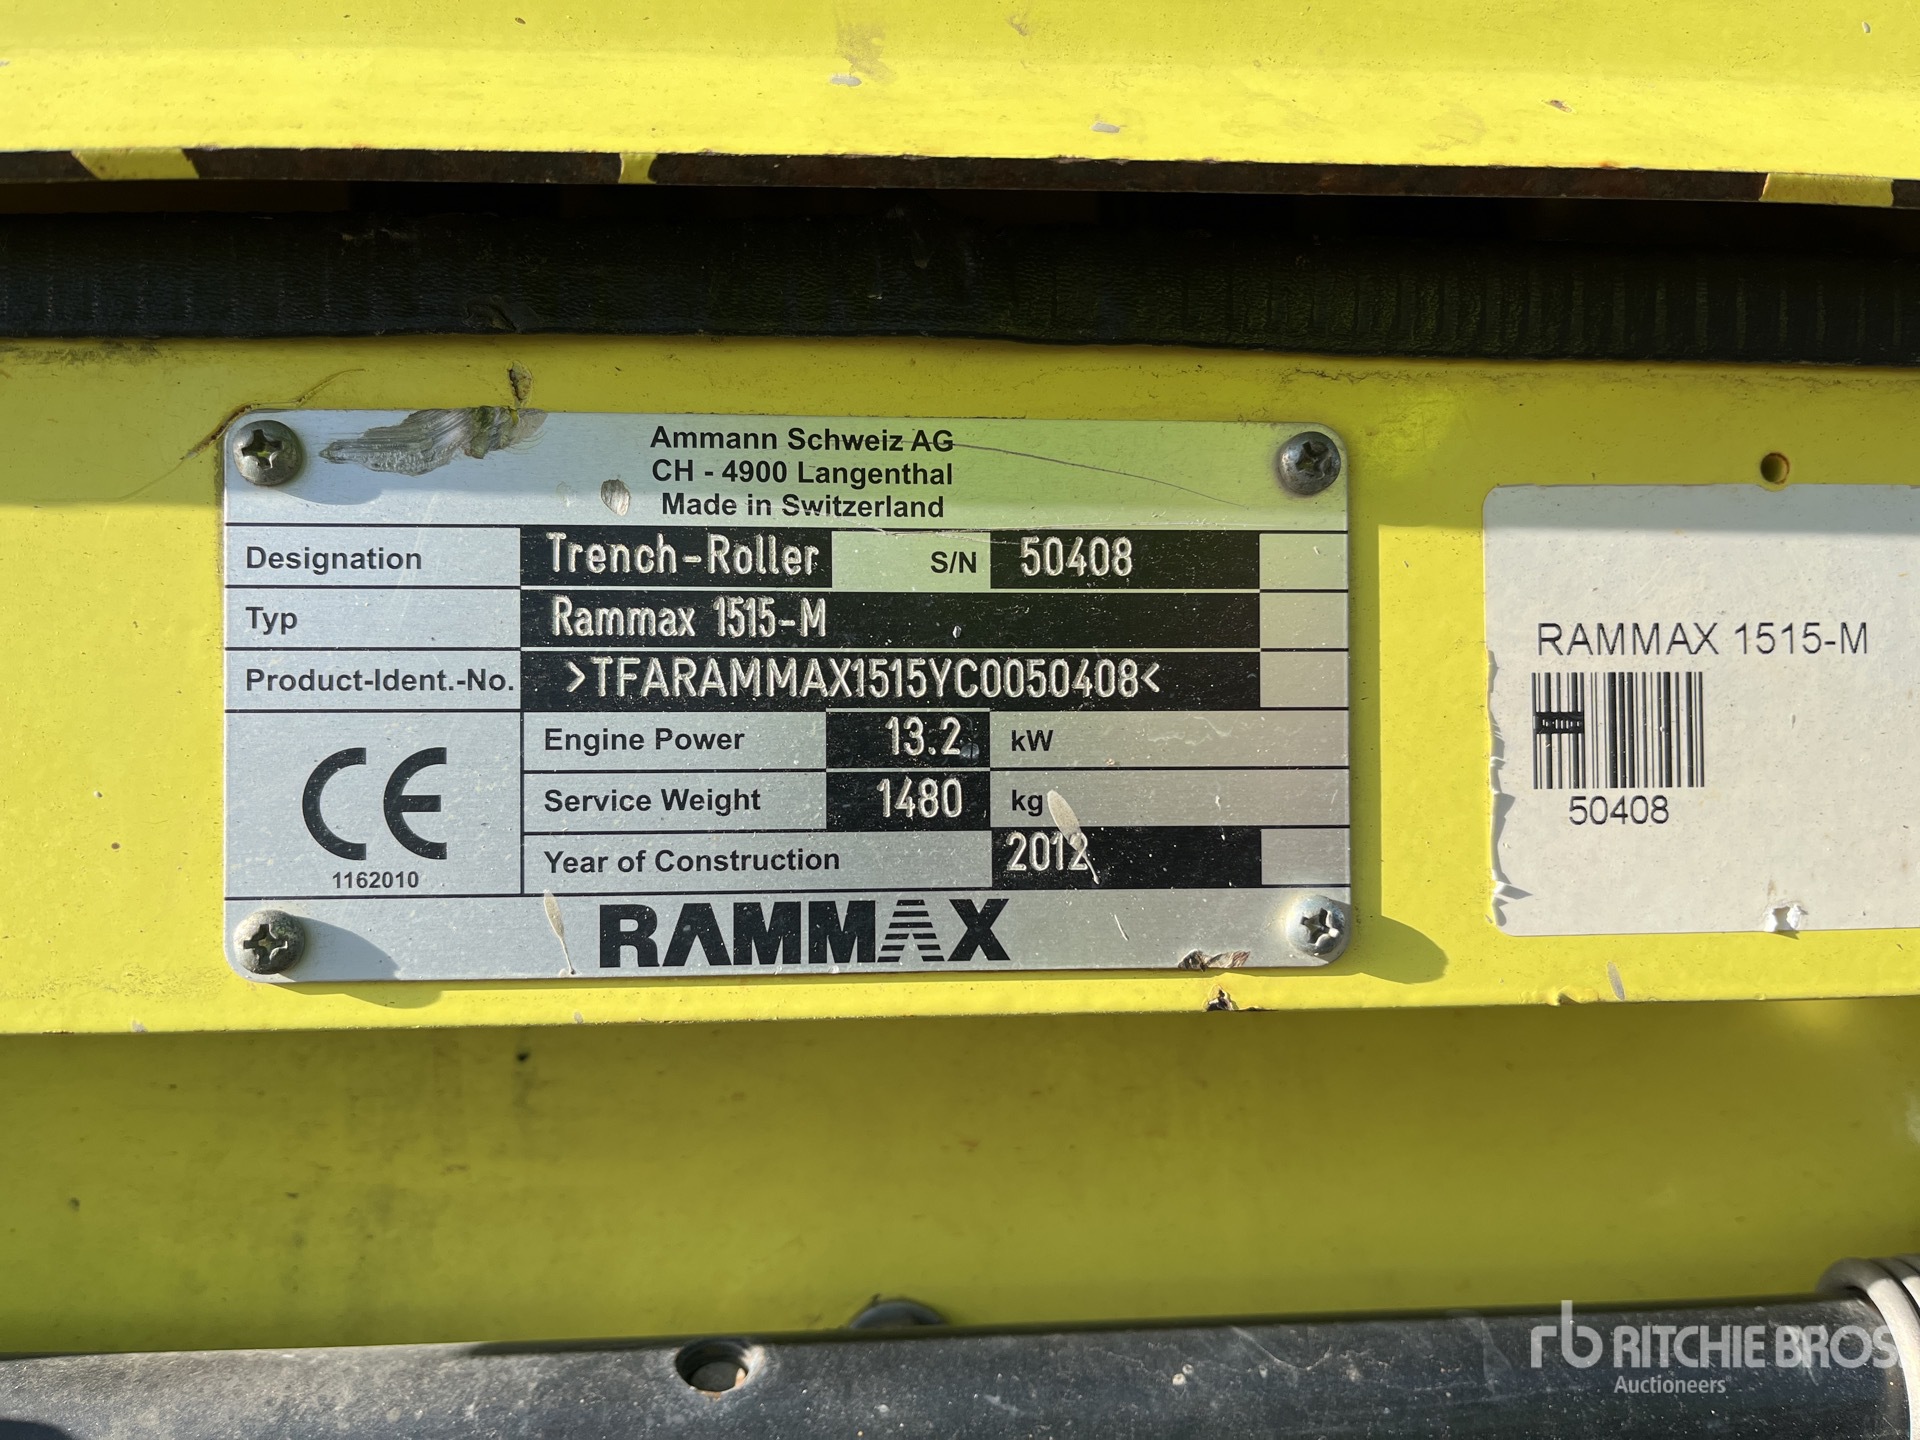 Ammann Schweiz AG
CH - 4900 Langenthal
Made in Switzerland
Designation Trench-Roller S/N 50408
Typ Rammax 1515-M
Product-Ident.-No. >TFARAMMAX1515YC0050408<
Engine Power 13.2 kW
Service Weight 1480 kg
Year of Construction 2012
CE
1162010
RAMMAX
RAMMAX 1515-M
50408
rb RITCHIE BROS
Auctioneers